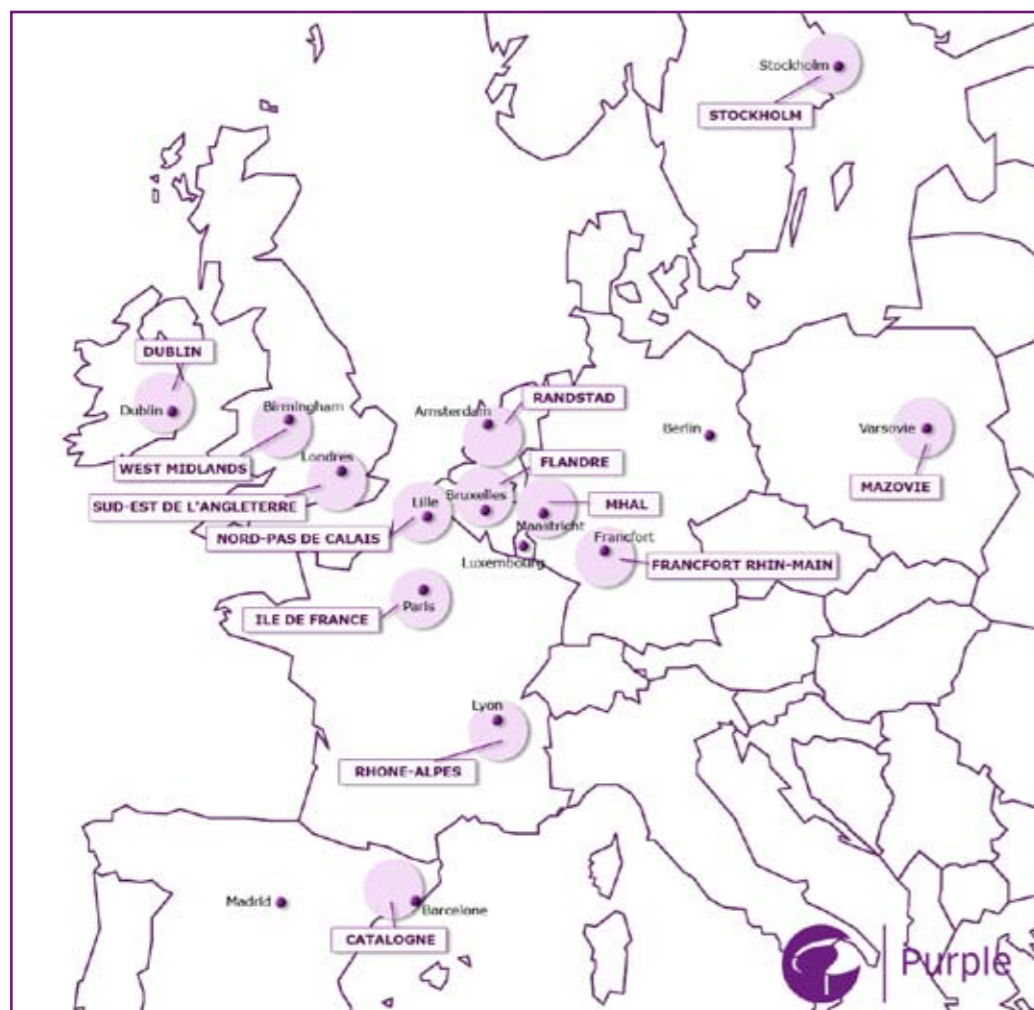 Stockholm
STOCKHOLM
DUBLIN
Dublin
Birmingham
WEST MIDLANDS
Londres
SUD-EST DE L'ANGLETERRE
Amsterdam
RANDSTAD
FLANDRE
Bruxelles
Lille
NORD-PAS DE CALAIS
MHAL
Maastricht
Luxembourg
Francfort
FRANCFORT RHIN-MAIN
Berlin
Varsovie
MAZOVIE
Paris
ILE DE FRANCE
Lyon
RHONE-ALPES
Madrid
Barcelone
CATALOGNE
Purple